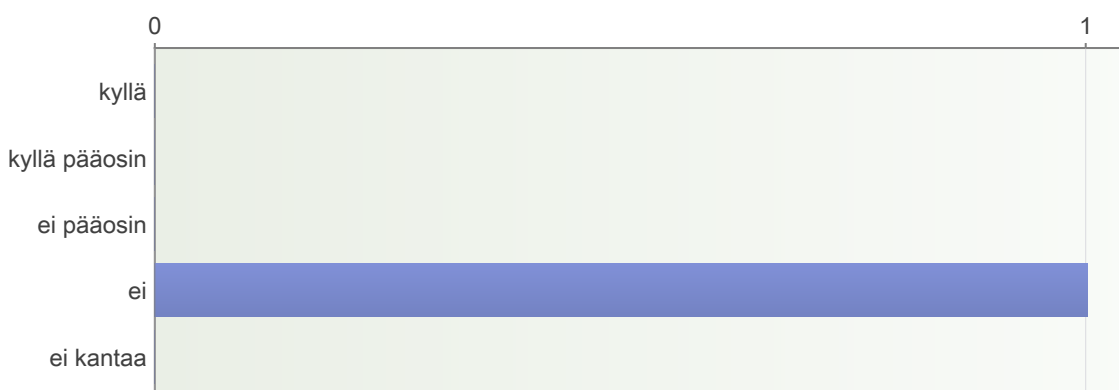 0 1
kyllä
kyllä pääosin
ei pääosin
ei
ei kantaa